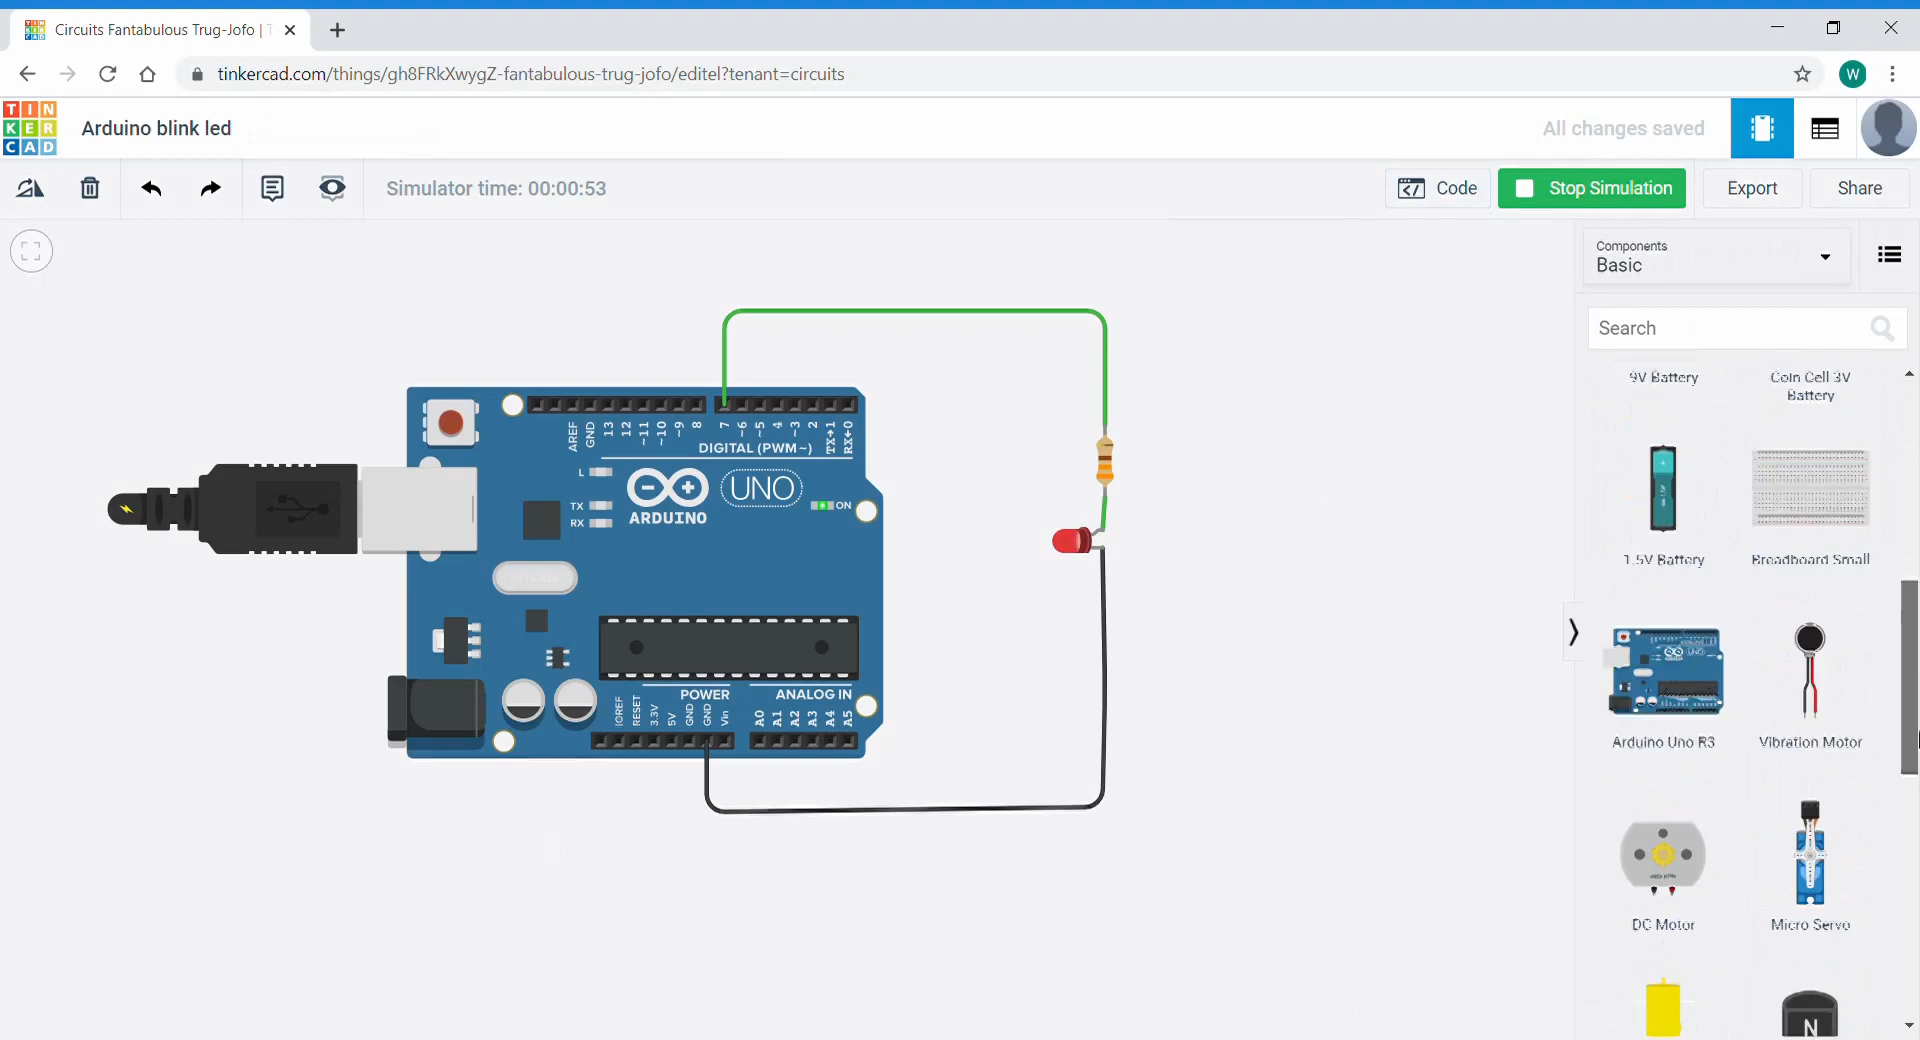 Circuits Fantabulous Trug-Jofo | T
tinkercad.com/things/gh8FRkXwygZ-fantabulous-trug-jofo/editel?tenant=circuits
W
TIN
KER
CAD
Arduino blink led
All changes saved
Simulator time: 00:00:53
Code
Stop Simulation
Export
Share
Components
Basic
Search
9V Battery
Coin Cell 3V
Battery
1.5V Battery
Breadboard Small
Arduino Uno R3
Vibration Motor
DC Motor
Micro Servo
N
AREF
GND
13
12
~11
~10
~9
8
7
~6
~5
4
~3
2
TX→1
RX←0
DIGITAL (PWM~)
L
TX
RX
UNO
ON
ARDUINO
POWER
ANALOG IN
IOREF
RESET
3.3V
5V
GND
GND
Vin
A0
A1
A2
A3
A4
A5